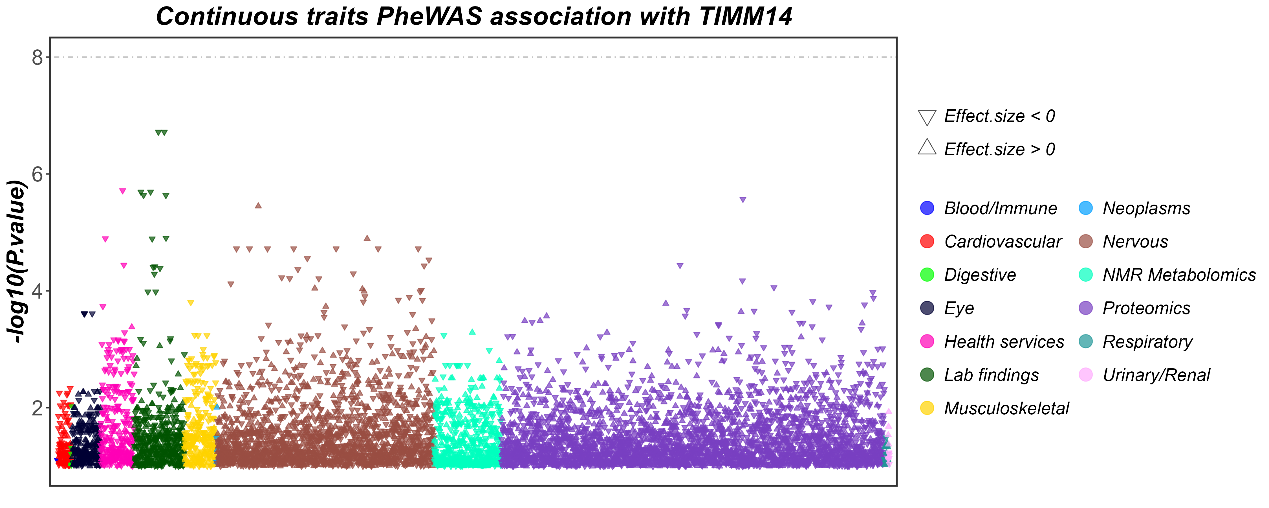 Continuous traits PheWAS association with TIMM14
-log10(P.value)
8
6
4
2
Effect.size < 0
Effect.size > 0
Blood/Immune
Neoplasms
Cardiovascular
Nervous
Digestive
NMR Metabolomics
Eye
Proteomics
Health services
Respiratory
Lab findings
Urinary/Renal
Musculoskeletal